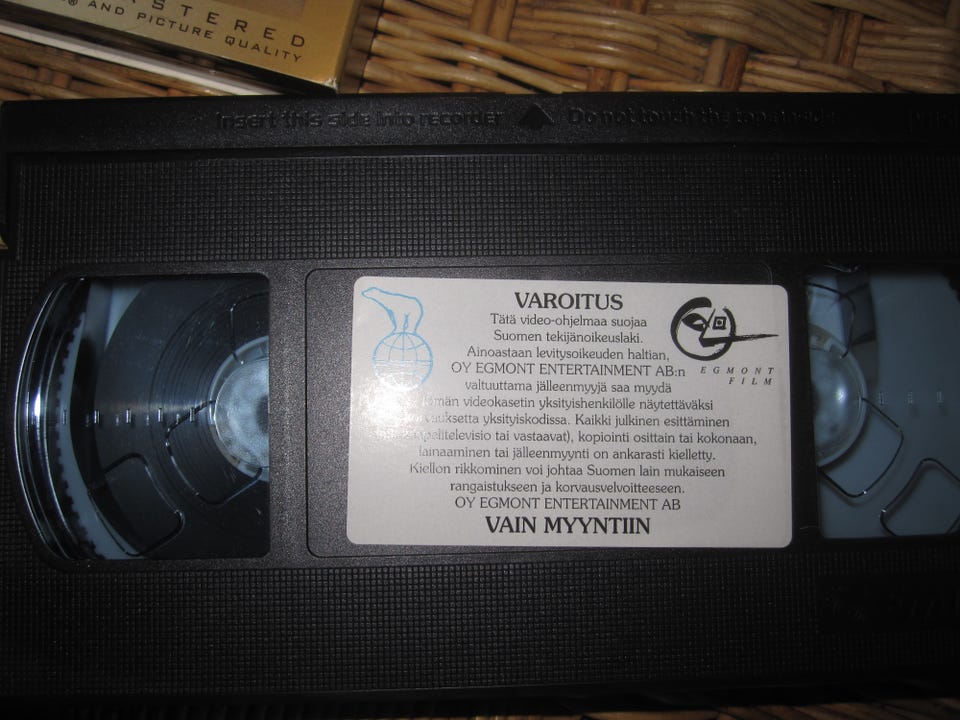 STERED
AND PICTURE QUALITY
Insert this side into recorder Do not touch the tape inside
VAROITUS
Tätä video-ohjelmaa suojaa
Suomen tekijänoikeuslaki.
Ainoastaan levitysoikeuden haltian,
OY EGMONT ENTERTAINMENT AB:n
valtuuttama jälleenmyyjä saa myydä
tämän videokasetin yksityishenkilölle näytettäväksi
yksityiskodissa. Kaikki julkinen esittäminen
tai vastaavat), kopiointi osittain tai kokonaan,
lainaaminen tai jälleenmyynti on ankarasti kielletty.
Kiellon rikkominen voi johtaa Suomen lain mukaiseen
rangaistukseen ja korvausvelvoitteeseen.
OY EGMONT ENTERTAINMENT AB
VAIN MYYNTIIN
EGMONT
FILM